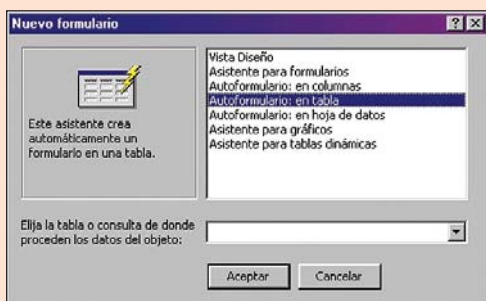 Nuevo formulario
Este asistente crea
automáticamente un
formulario en una tabla.
Vista Diseño
Asistente para formularios
Autoformulario: en columnas
Autoformulario: en tabla
Autoformulario: en hoja de datos
Asistente para gráficos
Asistente para tablas dinámicas
Elija la tabla o consulta de donde
proceden los datos del objeto:
Aceptar
Cancelar